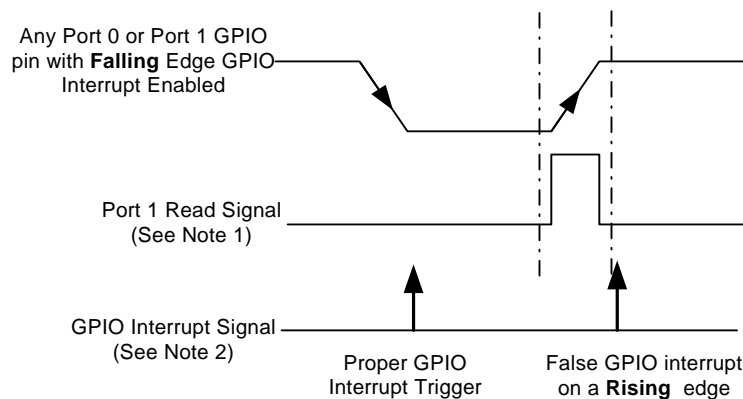 Any Port 0 or Port 1 GPIO
pin with Falling Edge GPIO
Interrupt Enabled
Port 1 Read Signal
(See Note 1)
GPIO Interrupt Signal
(See Note 2)
Proper GPIO
Interrupt Trigger
False GPIO interrupt
on a Rising edge